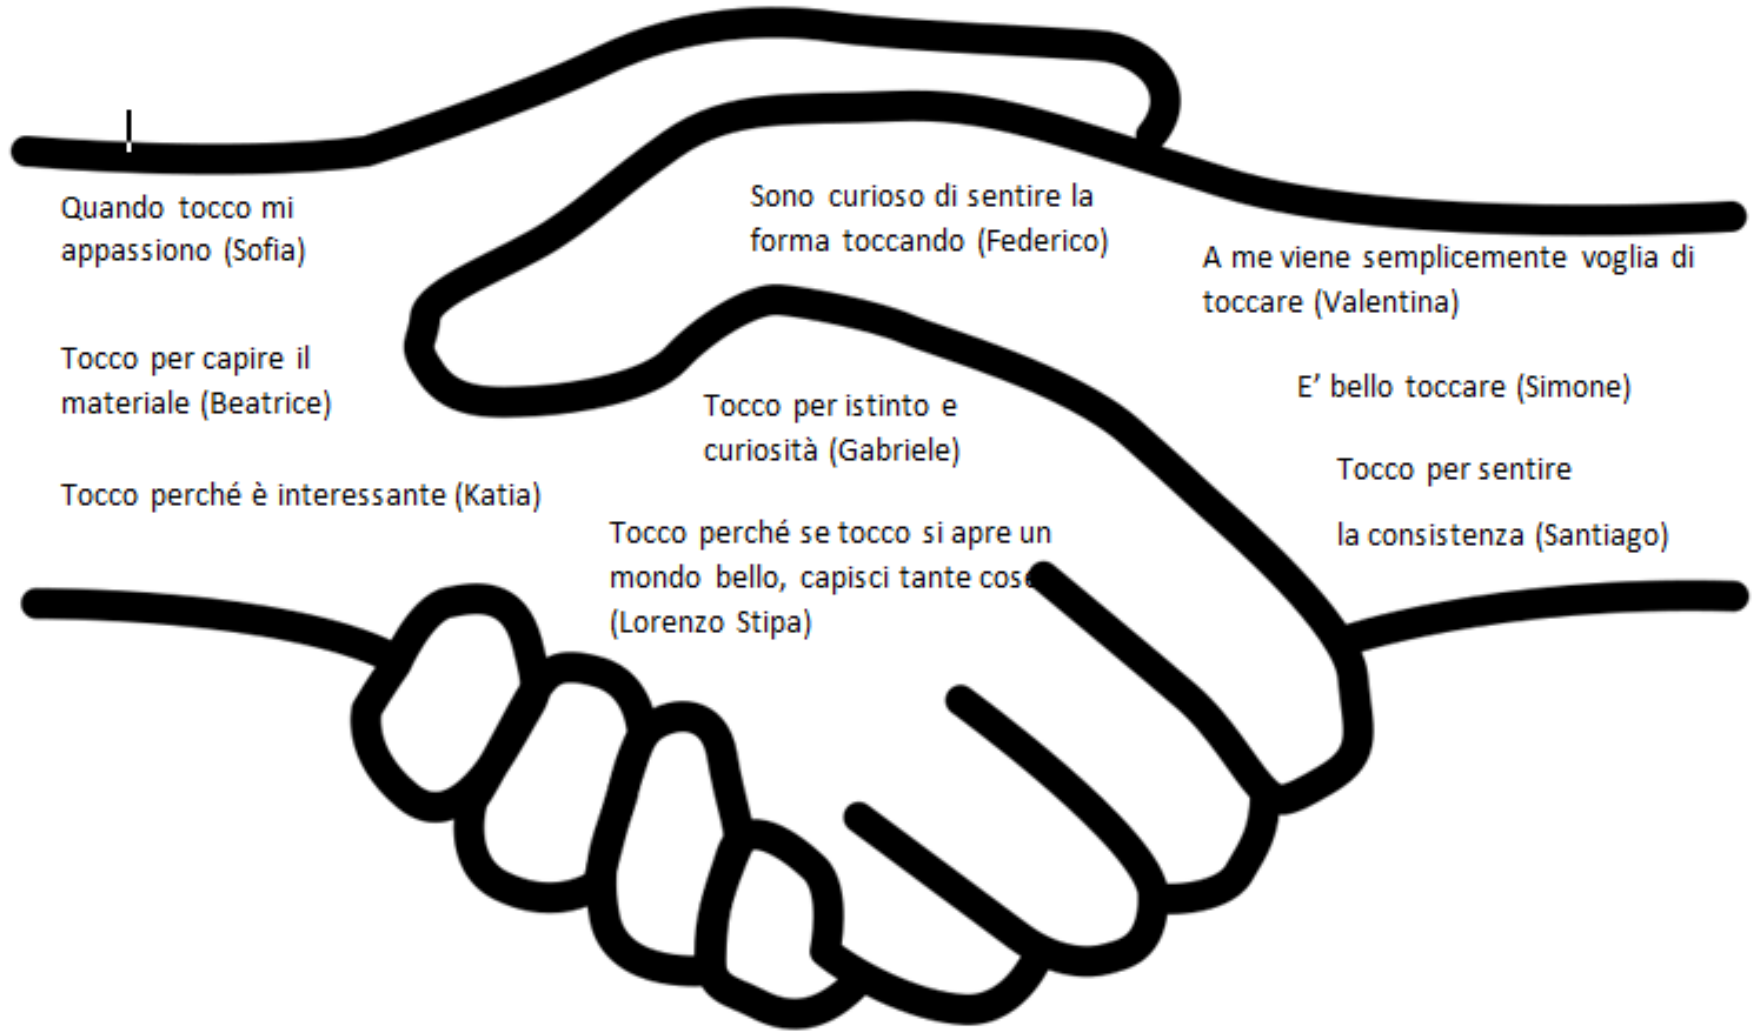 Quando tocco mi
appassiono (Sofia)
Tocco per capire il
materiale (Beatrice)
Tocco perché è interessante (Katia)
Sono curioso di sentire la
forma toccando (Federico)
Tocco per istinto e
curiosità (Gabriele)
Tocco perché se tocco si apre un
mondo bello, capisci tante cose
(Lorenzo Stipa)
A me viene semplicemente voglia di
toccare (Valentina)
E’ bello toccare (Simone)
Tocco per sentire
la consistenza (Santiago)